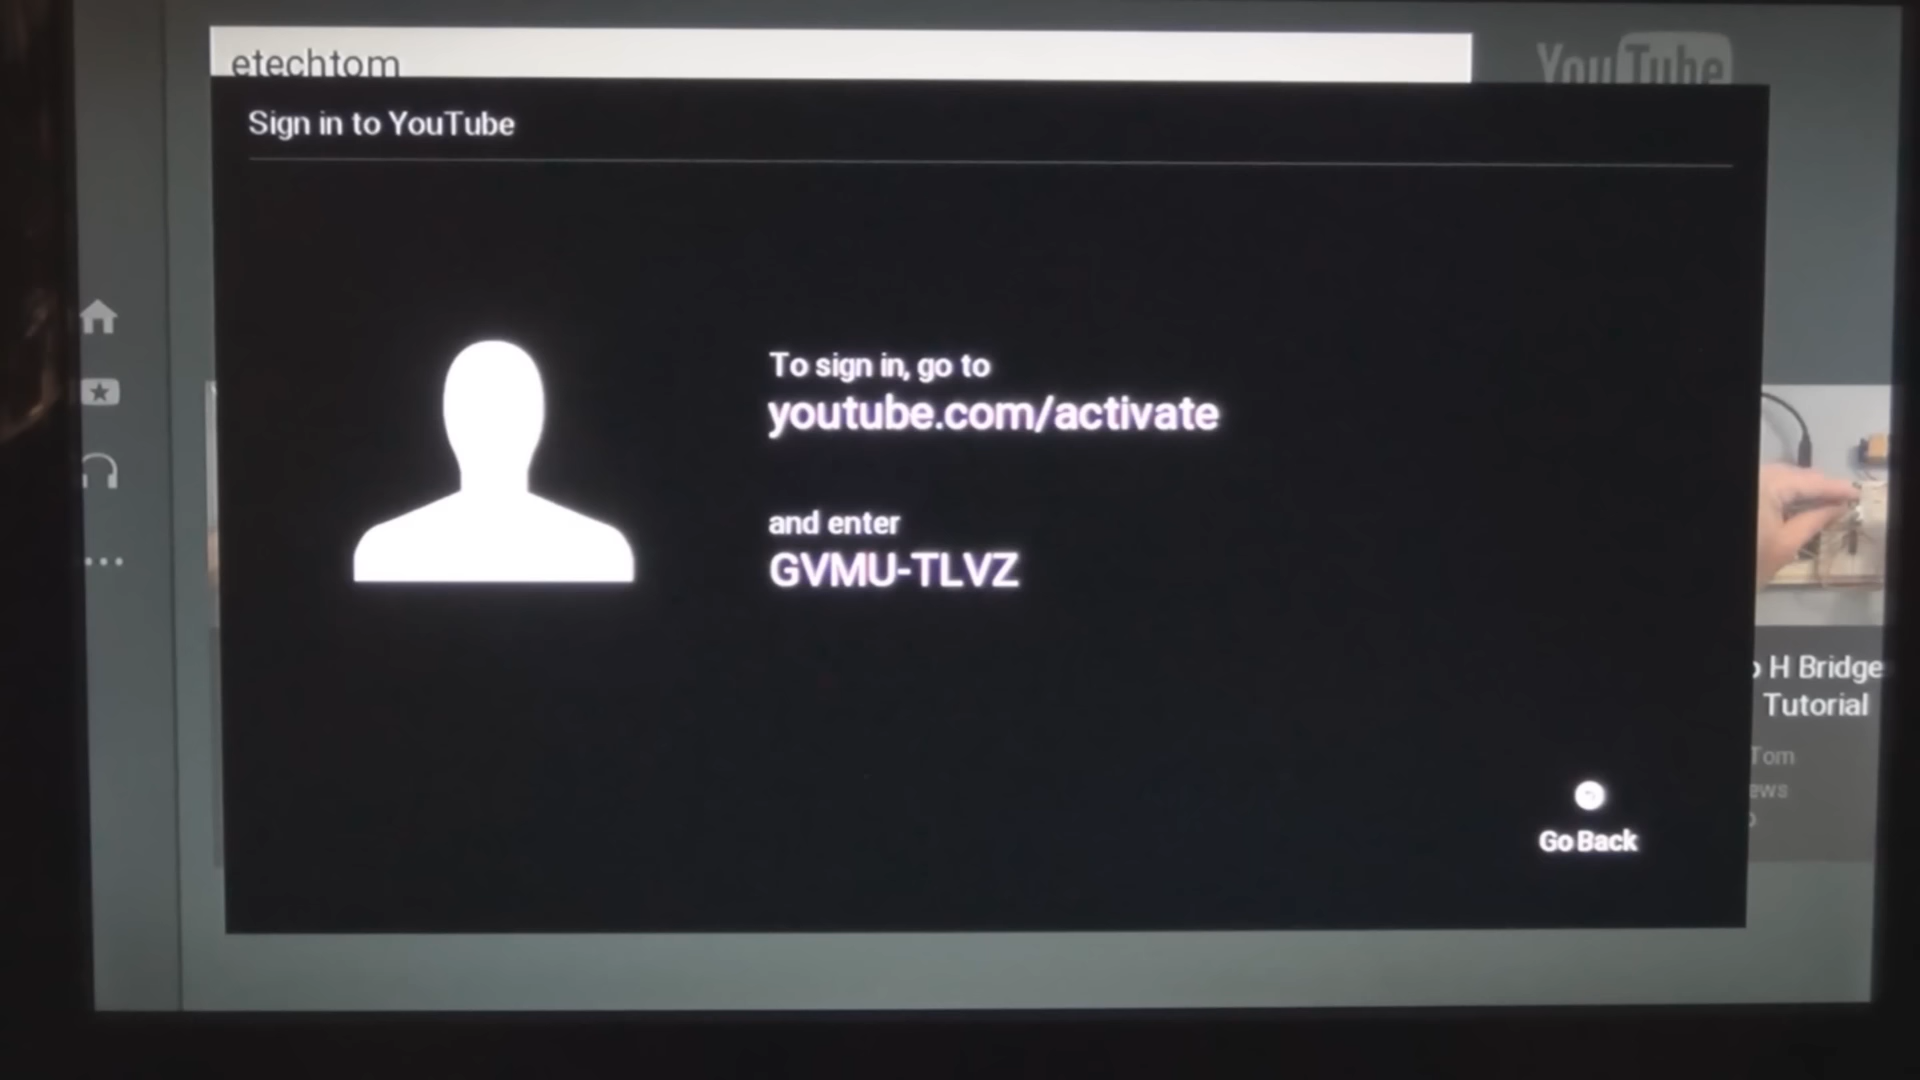 etechtom
YouTube
Sign in to YouTube
To sign in, go to
youtube.com/activate
and enter
GVMU-TLVZ
H Bridge
Tutorial
Tom
Go Back